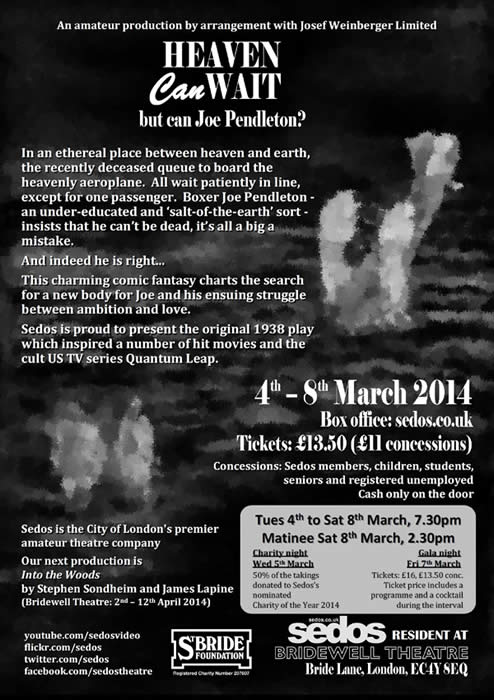 An amateur production by arrangement with Josef Weinberger Limited
HEAVEN
Can WAIT
but can Joe Pendleton?
In an ethereal place between heaven and earth,
the recently deceased queue to board the
heavenly aeroplane. All wait patiently in line,
except for one passenger. Boxer Joe Pendleton -
an under-educated and 'salt-of-the-earth' sort -
insists that he can't be dead, it's all a big a
mistake.
And indeed he is right...
This charming comic fantasy charts the search
for a new body for Joe and his ensuing struggle
between ambition and love.
Sedos is proud to present the original 1938 play
which inspired a number of hit movies and the
cult US TV series Quantum Leap.
4th – 8th March 2014
Box office: sedos.co.uk
Tickets: £13.50 (£11 concessions)
Concessions: Sedos members, children, students,
seniors and registered unemployed
Cash only on the door
Tues 4th to Sat 8th March, 7.30pm
Matinee Sat 8th March, 2.30pm
Charity night
Wed 5th March
50% of the takings
donated to Sedos's
nominated
Charity of the Year 2014
Gala night
Fri 7th March
Tickets: £16, £13.50 conc.
Ticket price includes a
programme and a cocktail
during the interval
Sedos is the City of London's premier
amateur theatre company
Our next production is
Into the Woods
by Stephen Sondheim and James Lapine
(Bridewell Theatre: 2nd – 12th April 2014)
youtube.com/sedosvideo
flickr.com/sedos
twitter.com/sedos
facebook.com/sedostheatre
ST BRIDE
FOUNDATION
Registered Charity Number 207607
sedos.co.uk
sedos RESIDENT AT
BRIDEWELL THEATRE
Bride Lane, London, EC4Y 8EQ